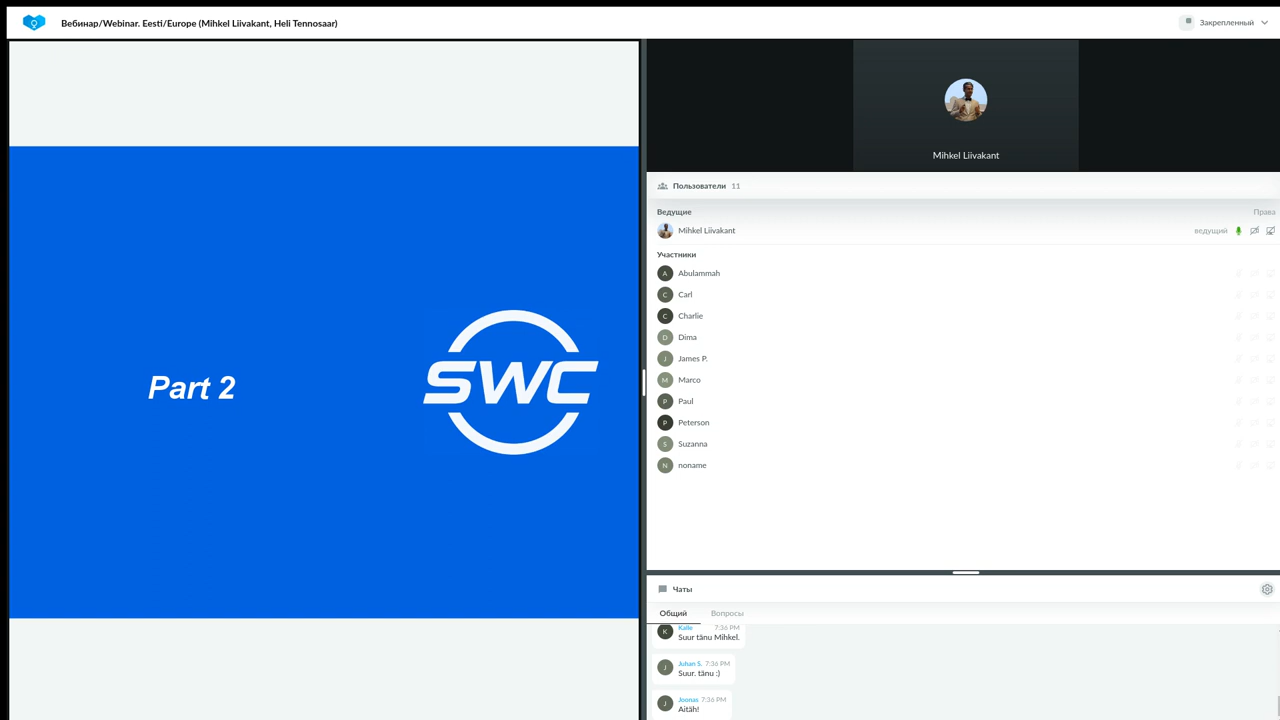 Вебинар/Webinar. Eesti/Europe (Mihkel Liivakant, Heli Tennosaar)
Закрепленный
Part 2
SWC
Mihkel Liivakant
Пользователи 11
Ведущие
Права
Mihkel Liivakant
ведущий
Участники
A Abulammah
C Carl
C Charlie
D Dima
J James P.
M Marco
P Paul
P Peterson
S Suzanna
N noname
Чаты
Общий Вопросы
K Kalle 7:36 PM
Suur tänu Mihkel.
J Juhan S. 7:36 PM
Suur. tänu :)
J Joonas 7:36 PM
Aitäh!